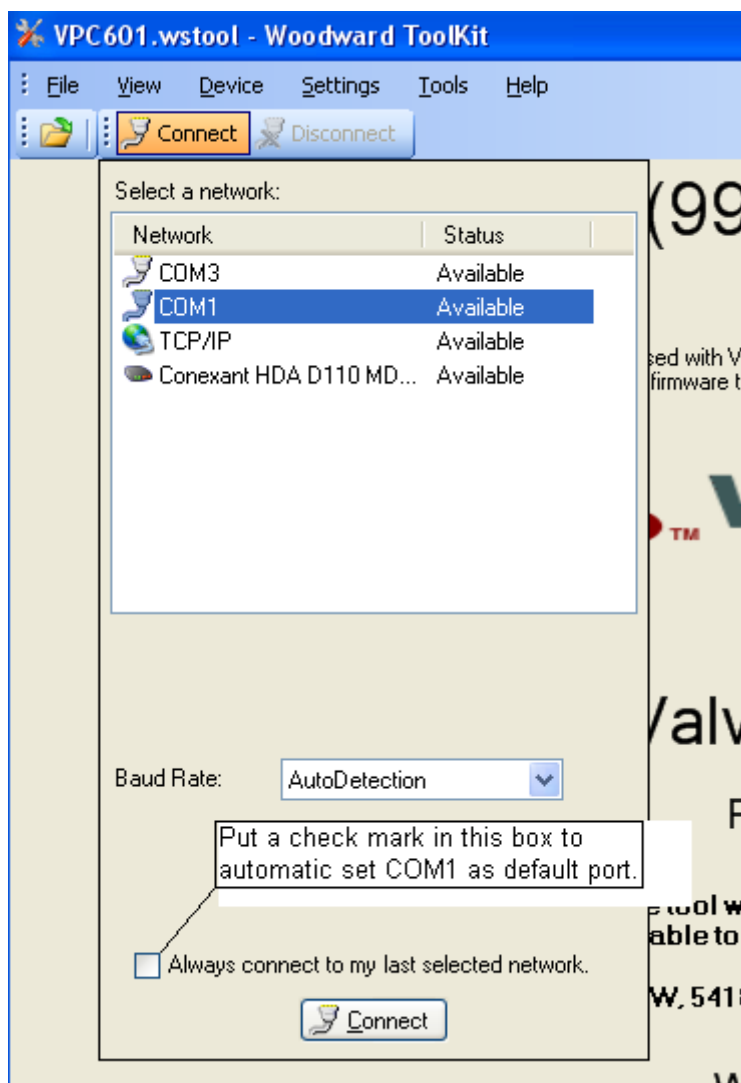 VPC601.wstool - Woodward ToolKit
File View Device Settings Tools Help
Connect Disconnect
Select a network:
(99
Network Status
COM3 Available
COM1 Available
TCP/IP Available
sed with V
Conexant HDA D110 MD... Available
firmware t
TM
/alv
Baud Rate: AutoDetection
Put a check mark in this box to
automatic set COM1 as default port.
tool w
able to
Always connect to my last selected network.
W, 541
Connect